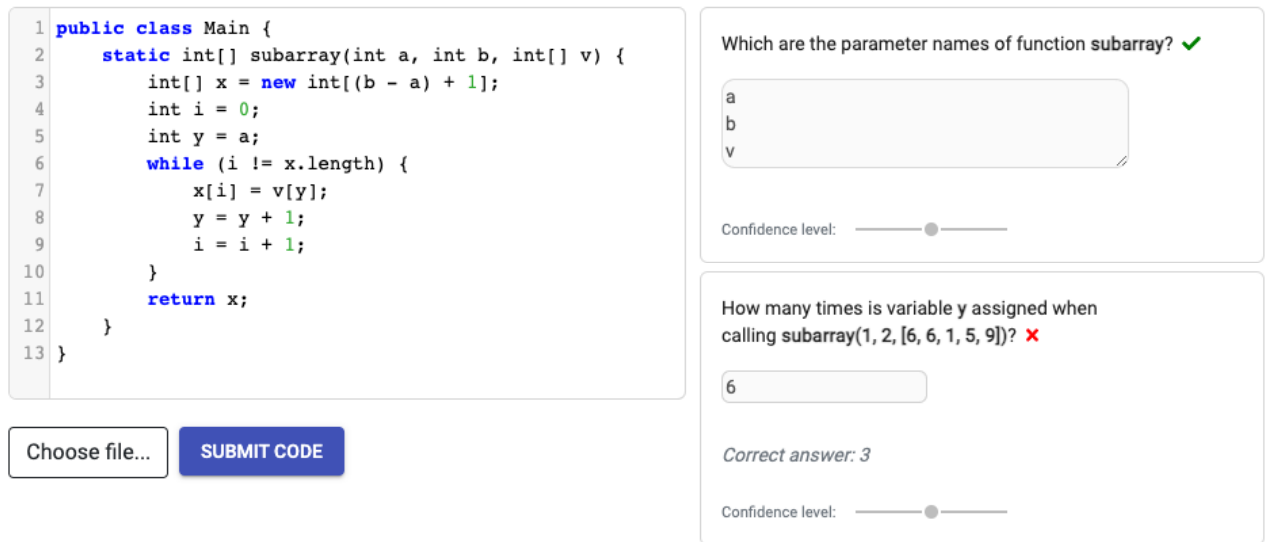 1 public class Main {
2     static int[] subarray(int a, int b, int[] v) {
3         int[] x = new int[(b - a) + 1];
4         int i = 0;
5         int y = a;
6         while (i != x.length) {
7             x[i] = v[y];
8             y = y + 1;
9             i = i + 1;
10         }
11         return x;
12     }
13 }
Choose file...
SUBMIT CODE
Which are the parameter names of function subarray?
a
b
v
Confidence level:
How many times is variable y assigned when
calling subarray(1, 2, [6, 6, 1, 5, 9])?
6
Correct answer: 3
Confidence level: